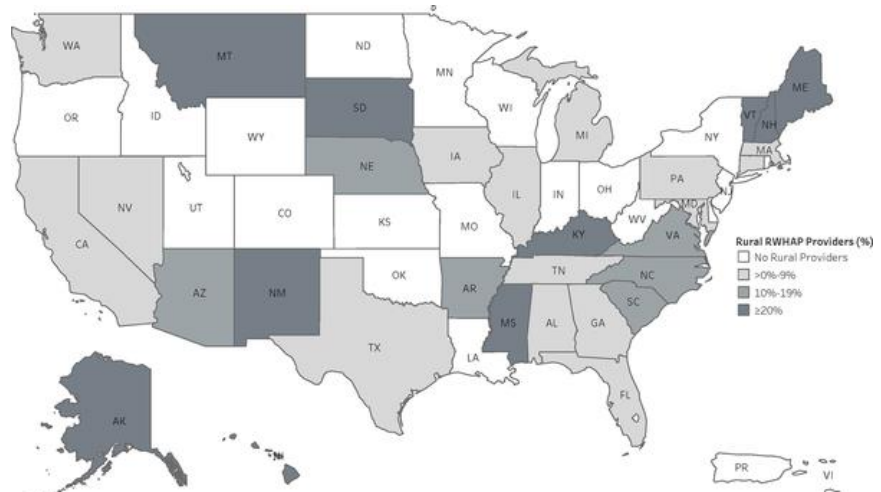 WA
MT
ND
MN
ME
VT
NH
OR
ID
SD
WI
NY
MA
WY
MI
IA
NE
PA
NJ
NV
UT
CO
IL
IN
OH
MD
WV
VA
CA
KS
MO
KY
Rural RWHAP Providers (%)
No Rural Providers
>0%-9%
10%-19%
≥20%
AZ
NM
OK
AR
TN
NC
SC
MS
AL
GA
TX
LA
FL
AK
PR
VI